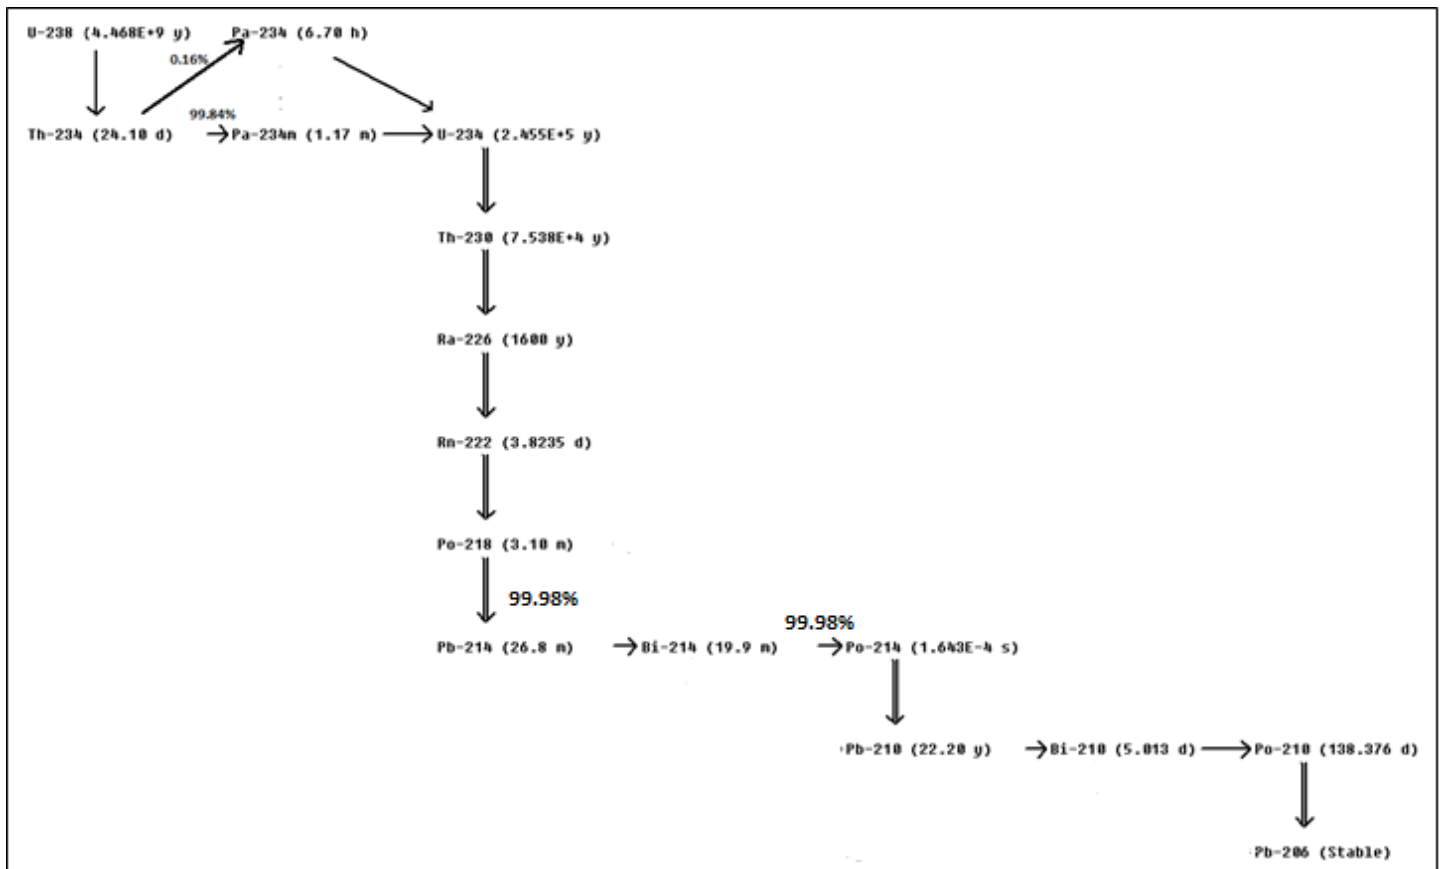 U-238 (4.468E+9 y) Pa-234 (6.70 h)
0.16%
99.84%
Th-234 (24.10 d) Pa-234m (1.17 m) U-234 (2.455E+5 y)
Th-230 (7.538E+4 y)
Ra-226 (1600 y)
Rn-222 (3.8235 d)
Po-218 (3.10 m)
99.98%
99.98%
Pb-214 (26.8 m) Bi-214 (19.9 m) Po-214 (1.643E-4 s)
Pb-210 (22.20 y) Bi-210 (5.013 d) Po-210 (138.376 d)
Pb-206 (Stable)